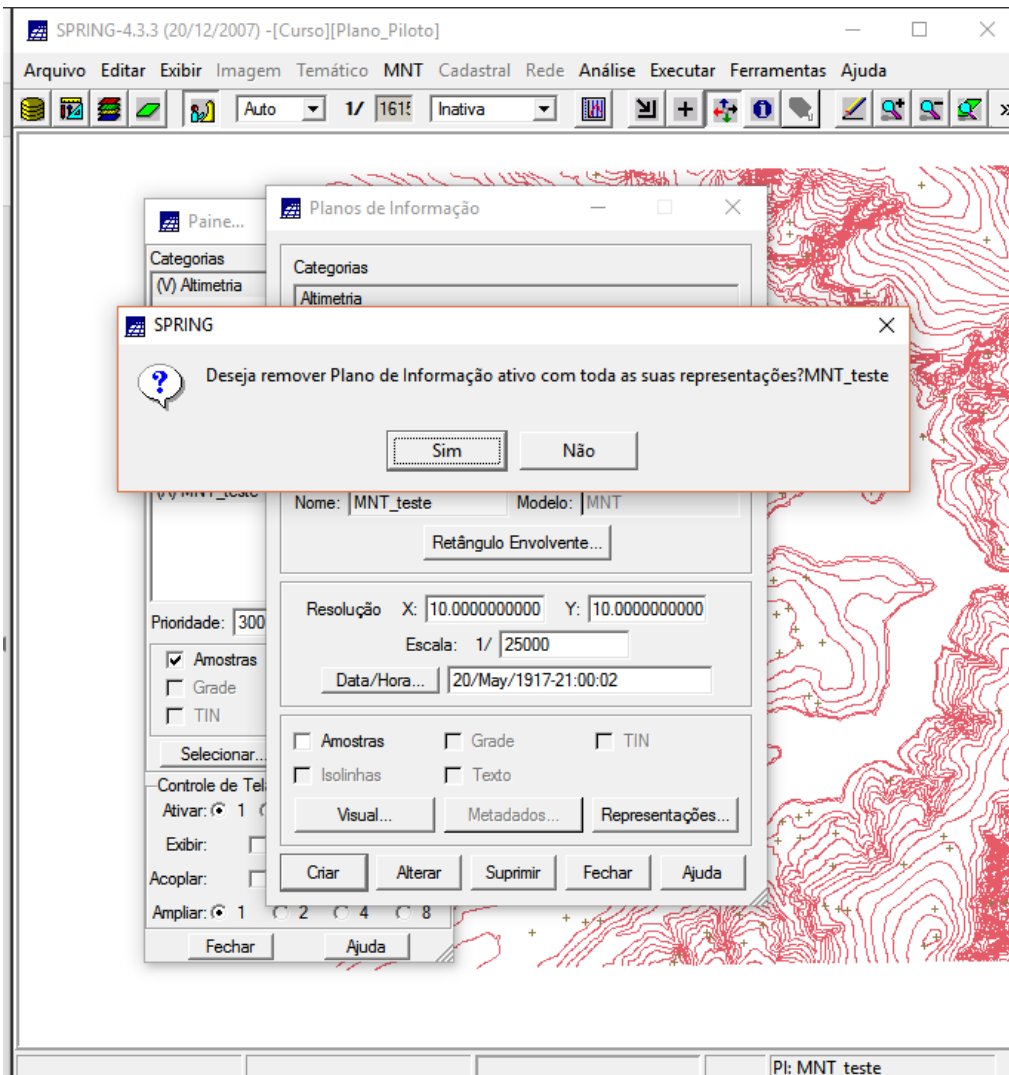 SPRING-4.3.3 (20/12/2007) -[Curso][Plano_Piloto]
Arquivo Editar Exibir Imagem Temático MNT Cadastral Rede Análise Executar Ferramentas Ajuda
Auto 1/ 1615 Inativa
Paine...
Planos de Informação
Categorias
(V) Altimetria
Categorias
Altimetria
SPRING
Deseja remover Plano de Informação ativo com toda as suas representações?MNT_teste
Sim Não
(A) MNT_teste
Nome: MNT_teste Modelo: MNT
Retângulo Envolvente...
Resolução X: 10.0000000000 Y: 10.0000000000
Escala: 1/ 25000
Data/Hora... 20/May/1917-21:00:02
Prioridade: 300
Amostras
Grade
TIN
Selecionar...
Amostras Grade TIN
Isolinhas Texto
Visual... Metadados... Representações...
Criar Alterar Suprimir Fechar Ajuda
Controle de Tel
Ativar: 1
Exibir:
Acoplar:
Ampliar: 1 2 4 8
Fechar Ajuda
PI: MNT_teste